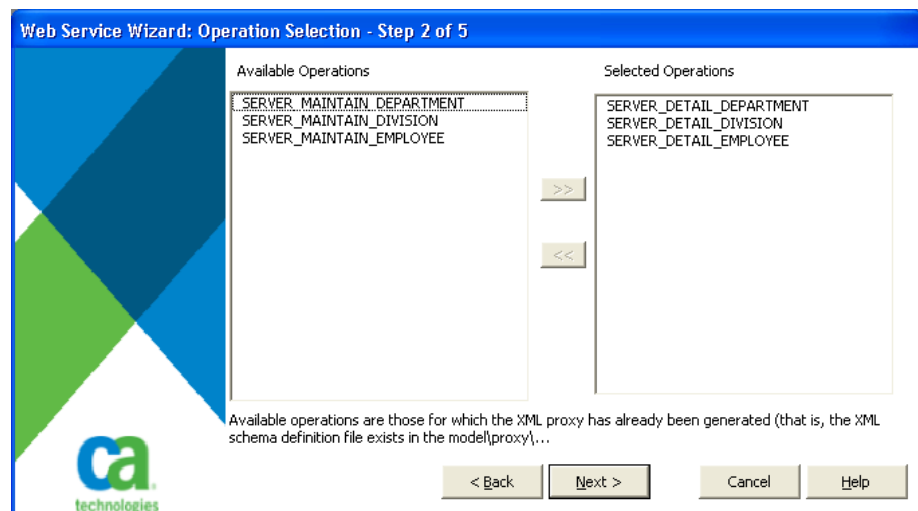 Web Service Wizard: Operation Selection - Step 2 of 5
Available Operations
SERVER_MAINTAIN_DEPARTMENT
SERVER_MAINTAIN_DIVISION
SERVER_MAINTAIN_EMPLOYEE
>>
<<
Selected Operations
SERVER_DETAIL_DEPARTMENT
SERVER_DETAIL_DIVISION
SERVER_DETAIL_EMPLOYEE
Available operations are those for which the XML proxy has already been generated (that is, the XML
schema definition file exists in the model\proxy\...
ca
technologies
< Back
Next >
Cancel
Help